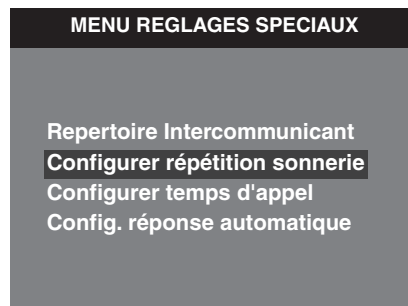 MENU REGLAGES SPECIAUX
Repertoire Intercommunicant
Configurer répétition sonnerie
Configurer temps d'appel
Config. réponse automatique